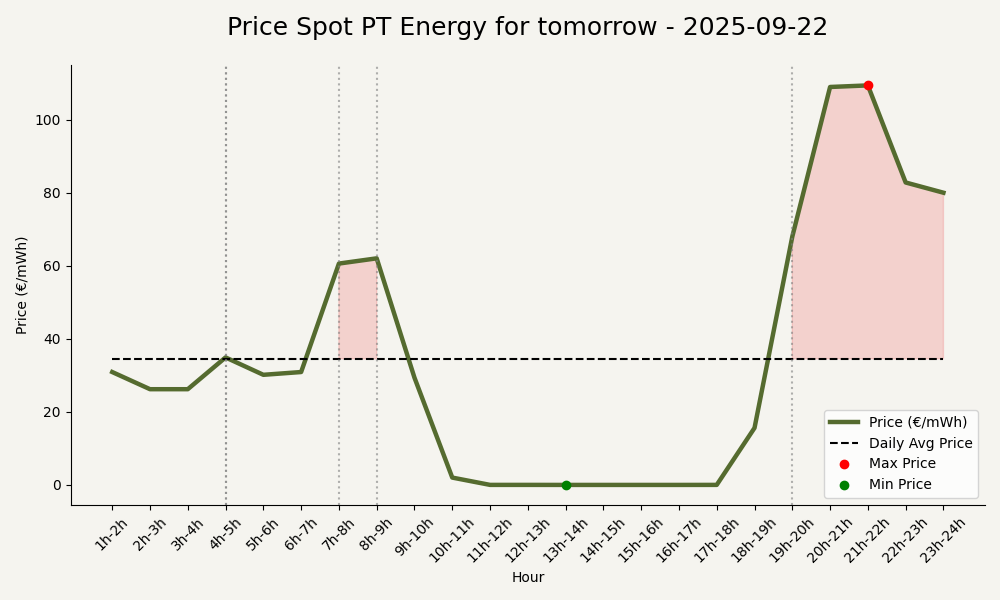 Price Spot PT Energy for tomorrow - 2025-09-22
Price (€/mWh)
100
80
60
40
20
0
Price (€/mWh)
Daily Avg Price
Max Price
Min Price
1h-2h
2h-3h
3h-4h
4h-5h
5h-6h
6h-7h
7h-8h
8h-9h
9h-10h
10h-11h
11h-12h
12h-13h
13h-14h
14h-15h
15h-16h
16h-17h
17h-18h
18h-19h
19h-20h
20h-21h
21h-22h
22h-23h
23h-24h
Hour